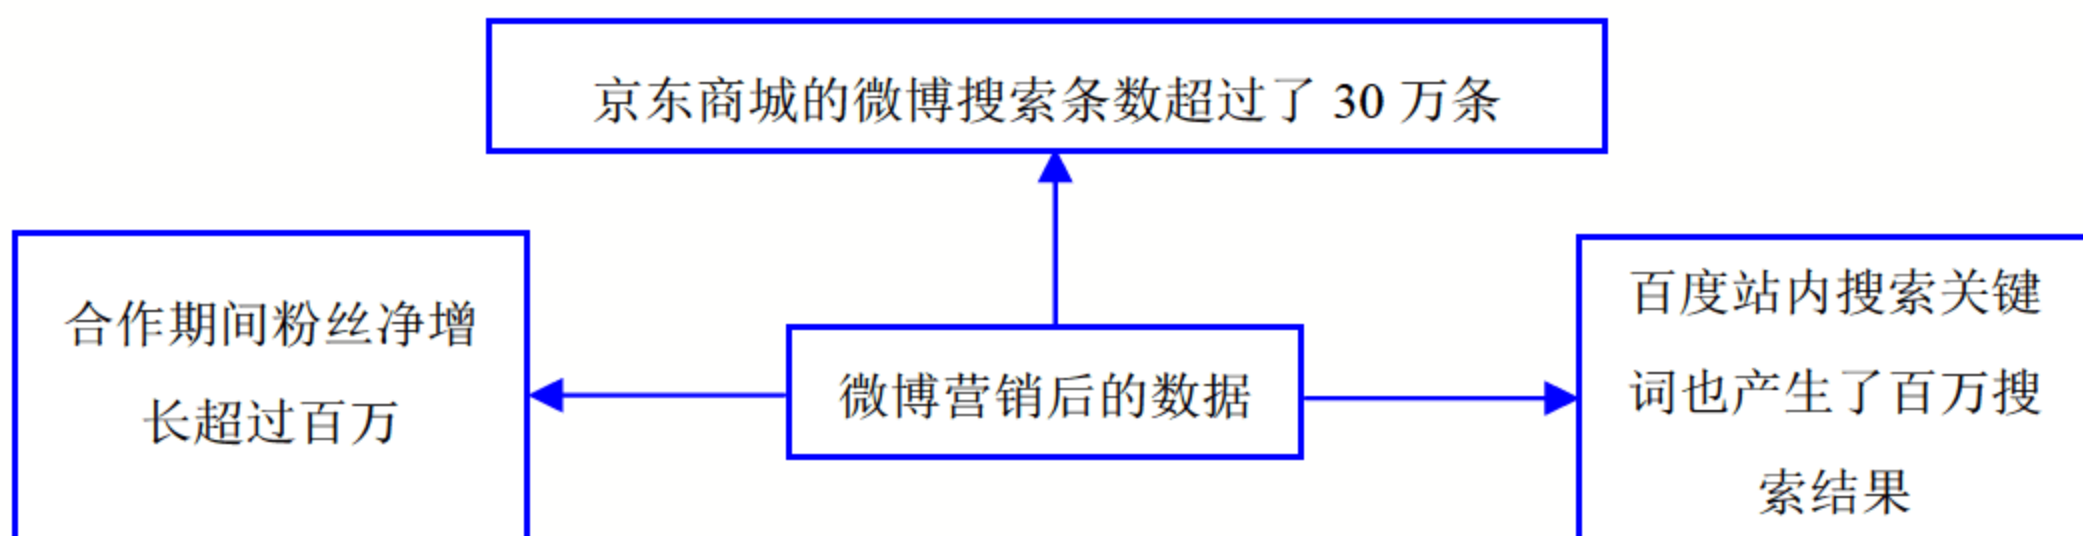 京东商城的微博搜索条数超过了 30 万条
合作期间粉丝净增
长超过百万
微博营销后的数据
百度站内搜索关键
词也产生了百万搜
索结果